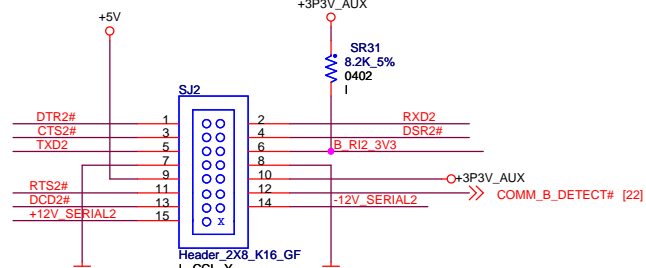 +3P3V_AUX
+5V
SR31
8.2K_5%
0402
I
SJ2
DTR2# 1 2 RXD2
CTS2# 3 4 DSR2#
TXD2 5 6 B_RI2_3V3
7 8
9 10 +3P3V_AUX
RTS2# 11 12 COMM_B_DETECT# [22]
DCD2# 13 14 -12V_SERIAL2
+12V_SERIAL2 15 x
Header_2X8_K16_GF